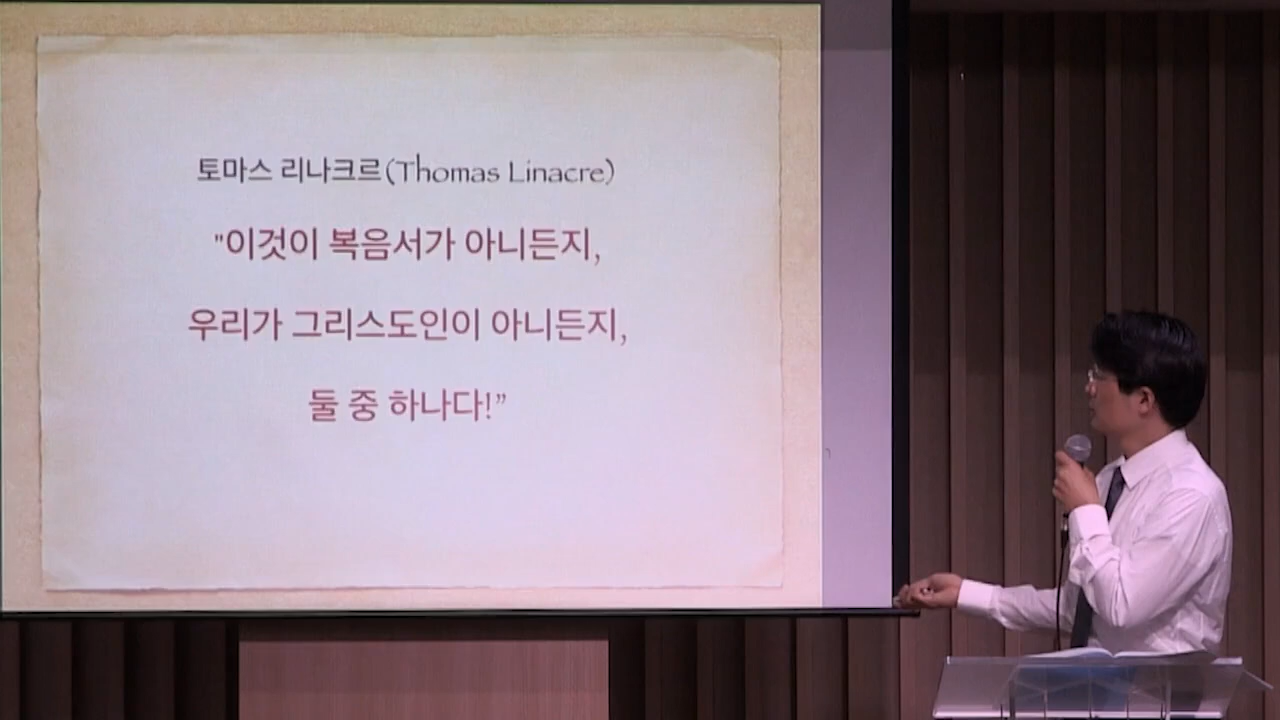 토마스 리나크르(Thomas Linacre)
"이것이 복음서가 아니든지,
우리가 그리스도인이 아니든지,
둘 중 하나다!”